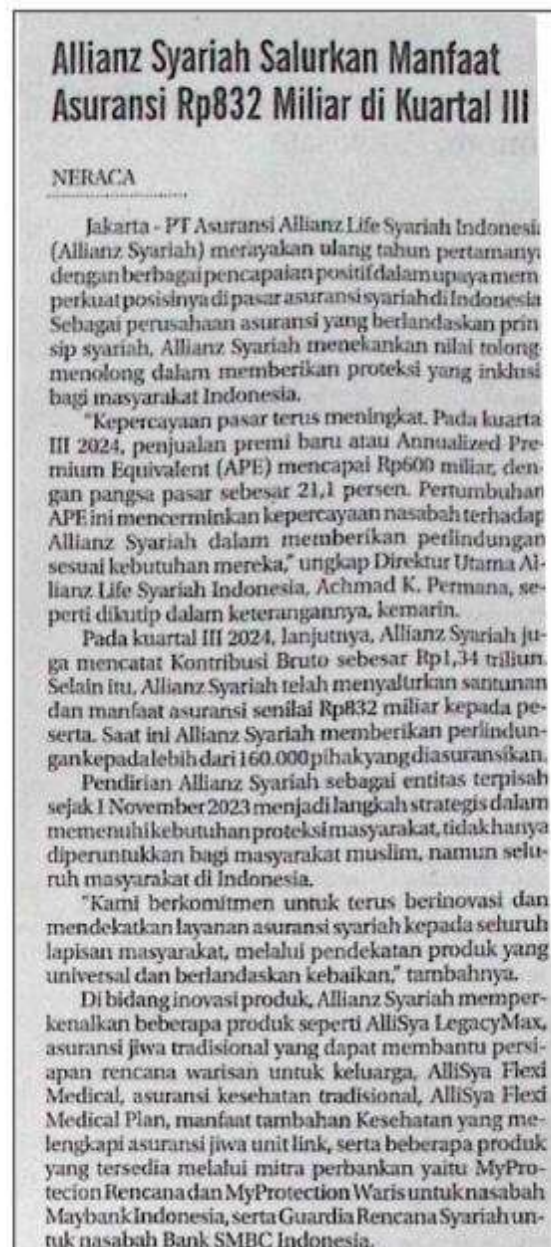 Allianz Syariah Salurkan Manfaat
Asuransi Rp832 Miliar di Kuartal III
NERACA
Jakarta - PT Asuransi Allianz Life Syariah Indonesia
(Allianz Syariah) merayakan ulang tahun pertamany
dengan berbagai pencapaian positif dalam upaya mem
perkuat posisinya di pasar asuransi syariah di Indonesia
Sebagai perusahaan asuransi yang berlandaskan prin
sip syariah, Allianz Syariah menekankan nilai tolong-
menolong dalam memberikan proteksi yang inklusi
bagi masyarakat Indonesia.
"Kepercayaan pasar terus meningkat. Pada kuarta
III 2024, penjualan premi baru atau Annualized Pre-
mium Equivalent (APE) mencapai Rp600 miliar, den-
gan pangsa pasar sebesar 21,1 persen. Pertumbuhan
APE ini mencerminkan kepercayaan nasabah terhadap
Allianz Syariah dalam memberikan perlindungan
sesuai kebutuhan mereka," ungkap Direktur Utama Al-
lianz Life Syariah Indonesia, Achmad K. Permana, se-
perti dikutip dalam keterangannya, kemarin.
Pada kuartal III 2024, lanjutnya, Allianz Syariah ju-
ga mencatat Kontribusi Bruto sebesar Rp1,34 triliun.
Selain itu, Allianz Syariah telah menyalurkan santunan
dan manfaat asuransi senilai Rp832 miliar kepada pe-
serta. Saat ini Allianz Syariah memberikan perlindun-
gan kepada lebih dari 160.000 pihak yang diasuransikan.
Pendirian Allianz Syariah sebagai entitas terpisah
sejak 1 November 2023 menjadi langkah strategis dalam
memenuhi kebutuhan proteksi masyarakat, tidak hanya
diperuntukkan bagi masyarakat muslim, namun selu-
ruh masyarakat di Indonesia.
"Kami berkomitmen untuk terus berinovasi dan
mendekatkan layanan asuransi syariah kepada seluruh
lapisan masyarakat, melalui pendekatan produk yang
universal dan berlandaskan kebaikan," tambahnya.
Di bidang inovasi produk, Allianz Syariah memper-
kenalkan beberapa produk seperti AlliSya LegacyMax,
asuransi jiwa tradisional yang dapat membantu persi-
apan rencana warisan untuk keluarga, AlliSya Flexi
Medical, asuransi kesehatan tradisional, AlliSya Flexi
Medical Plan, manfaat tambahan Kesehatan yang me-
lengkapi asuransi jiwa unit link, serta beberapa produk
yang tersedia melalui mitra perbankan yaitu MyPro-
tecion Rencana dan MyProtection Waris untuk nasabah
Maybank Indonesia, serta Guardia Rencana Syariah un-
tuk nasabah Bank SMBC Indonesia.